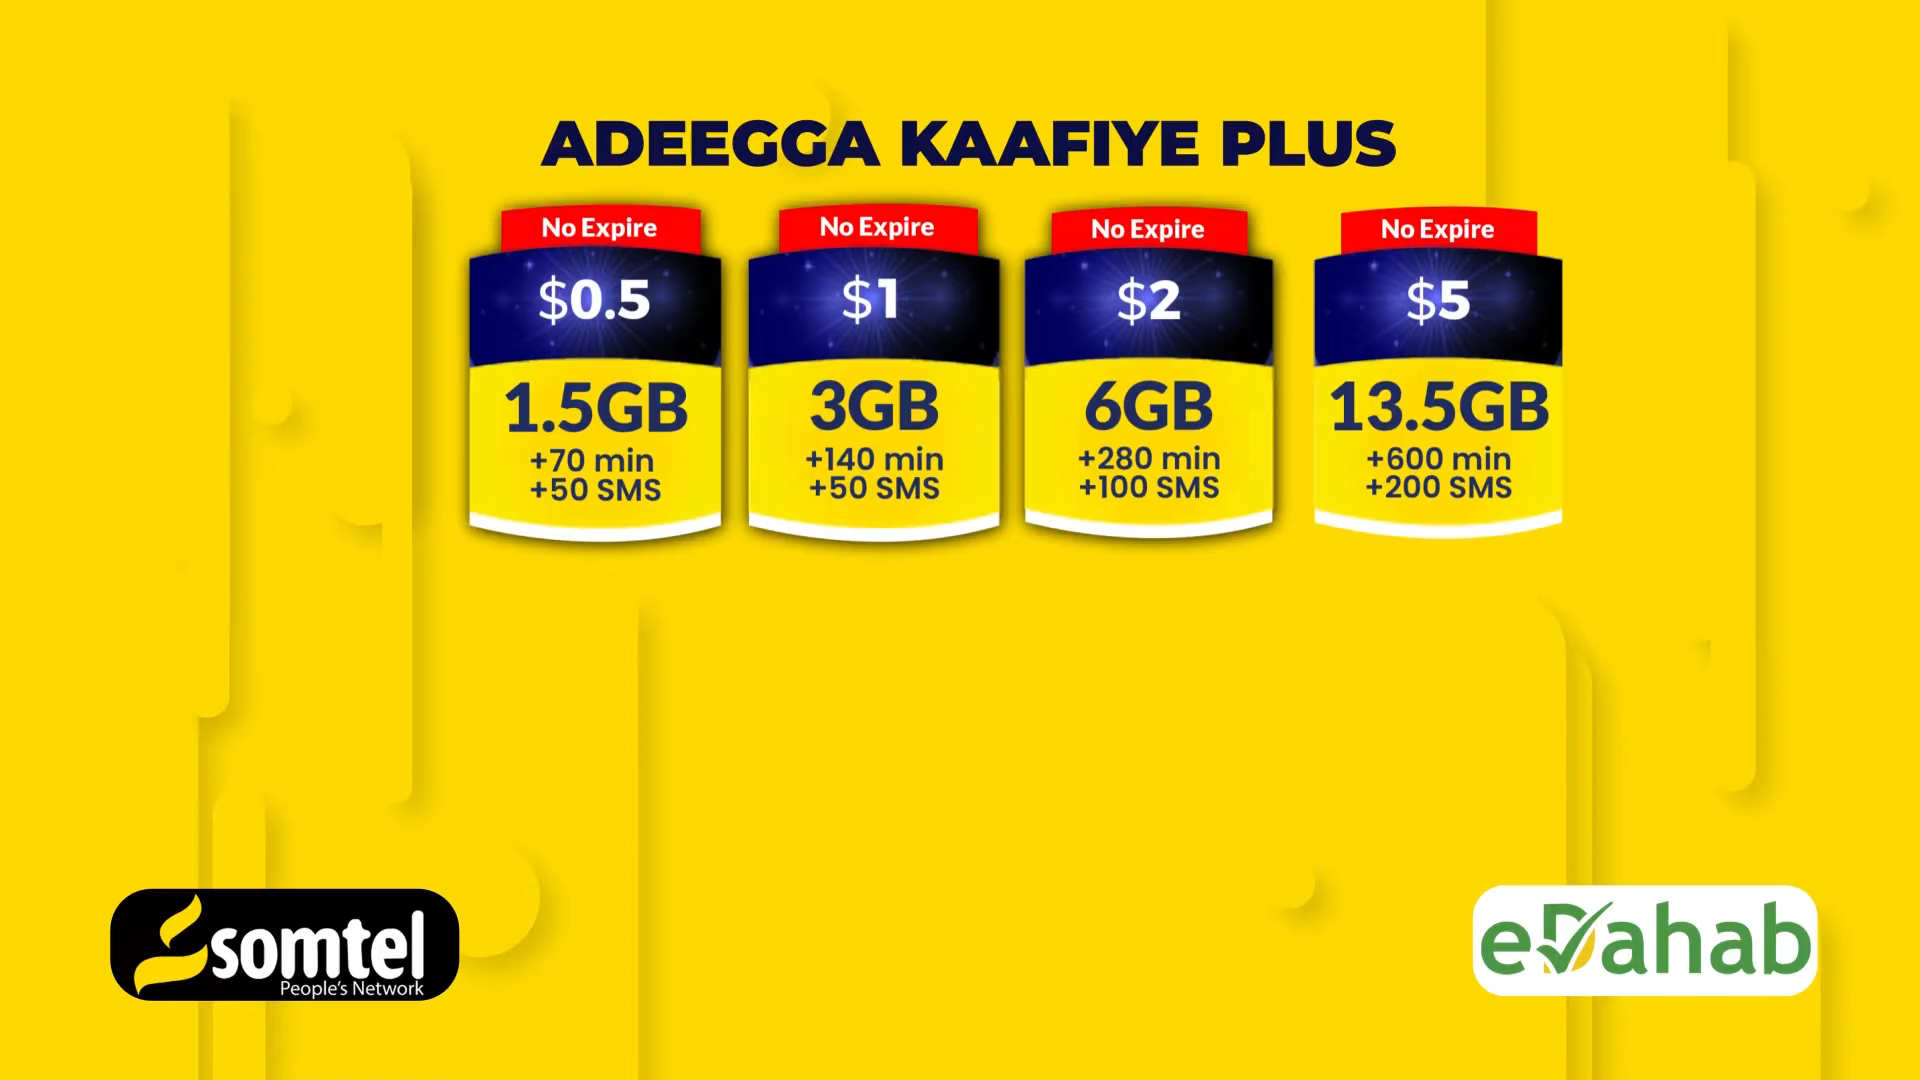 ADEEGGA KAAFIYE PLUS
No Expire
$0.5
1.5GB
+70 min
+50 SMS
No Expire
$1
3GB
+140 min
+50 SMS
No Expire
$2
6GB
+280 min
+100 SMS
No Expire
$5
13.5GB
+600 min
+200 SMS
somtel
People's Network
eDahab